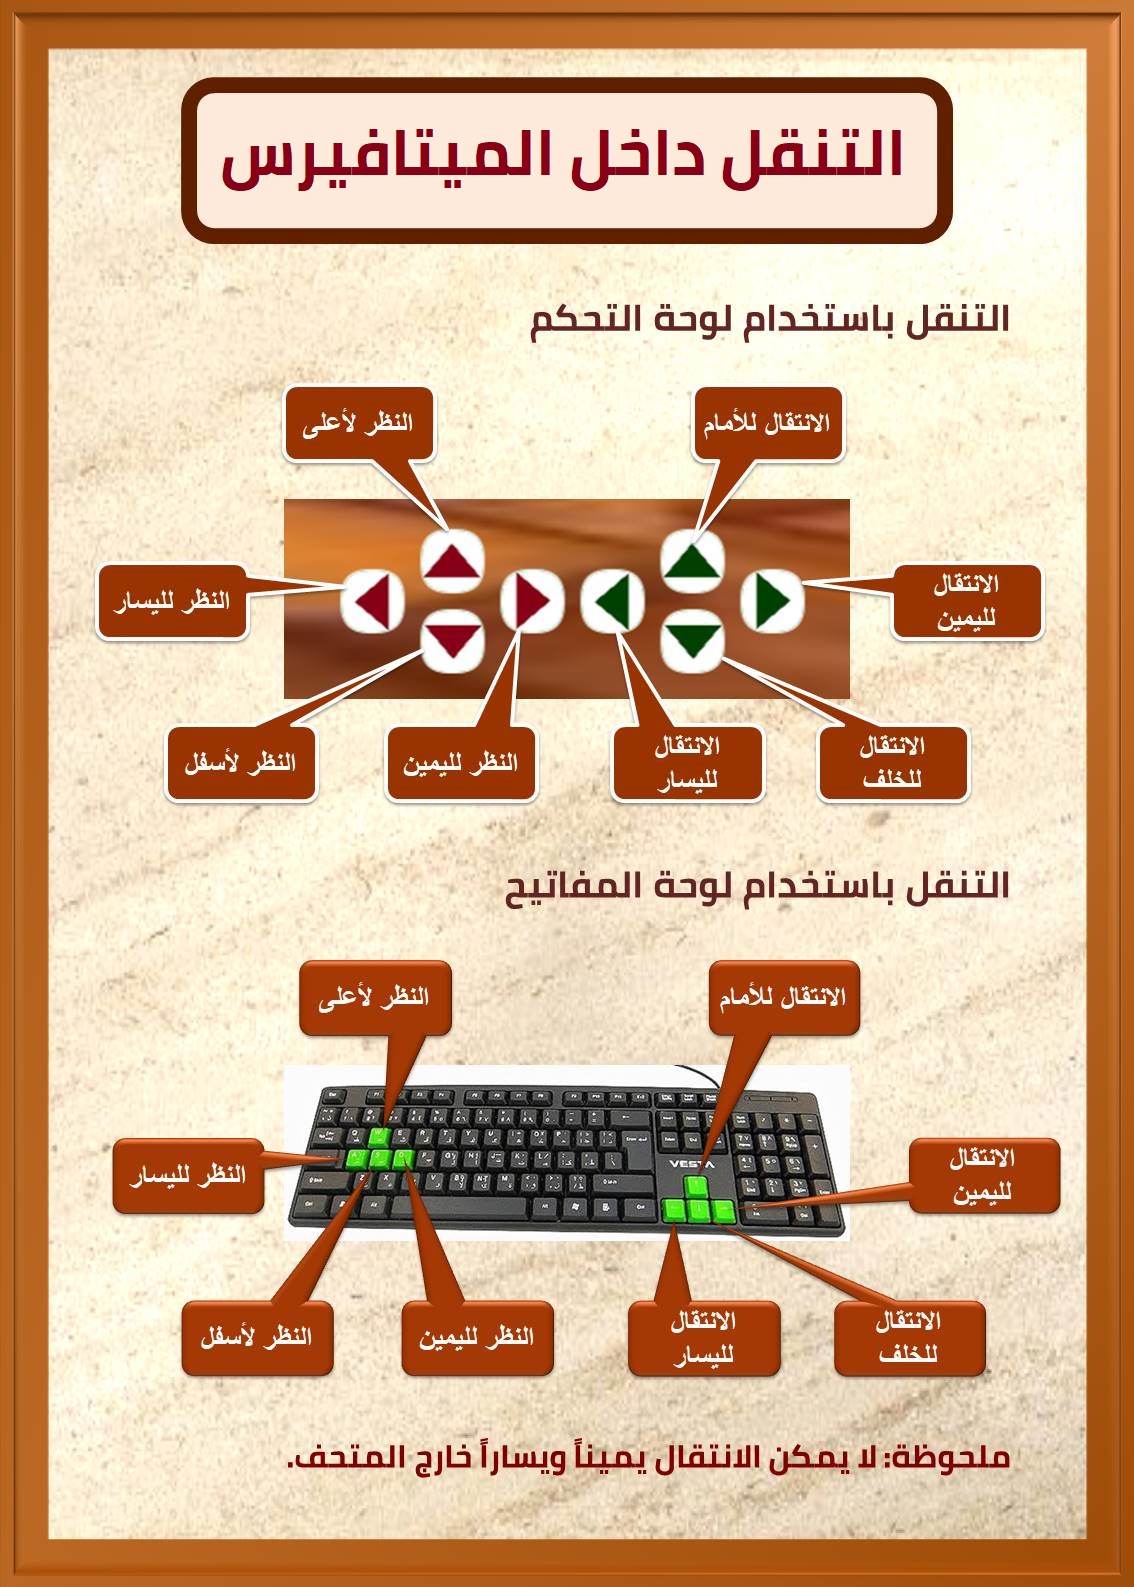 التنقل داخل الميتافيرس
التنقل باستخدام لوحة التحكم
الانتقال للأمام
النظر لأعلى
الانتقال
لليمين
النظر لليسار
الانتقال
للخلف
الانتقال
لليسار
النظر لليمين
النظر لأسفل
التنقل باستخدام لوحة المفاتيح
الانتقال للأمام
النظر لأعلى
VESTA
الانتقال
لليمين
النظر لليسار
الانتقال
للخلف
الانتقال
لليسار
النظر لليمين
النظر لأسفل
ملحوظة: لا يمكن الانتقال يميناً ويساراً خارج المتحف.